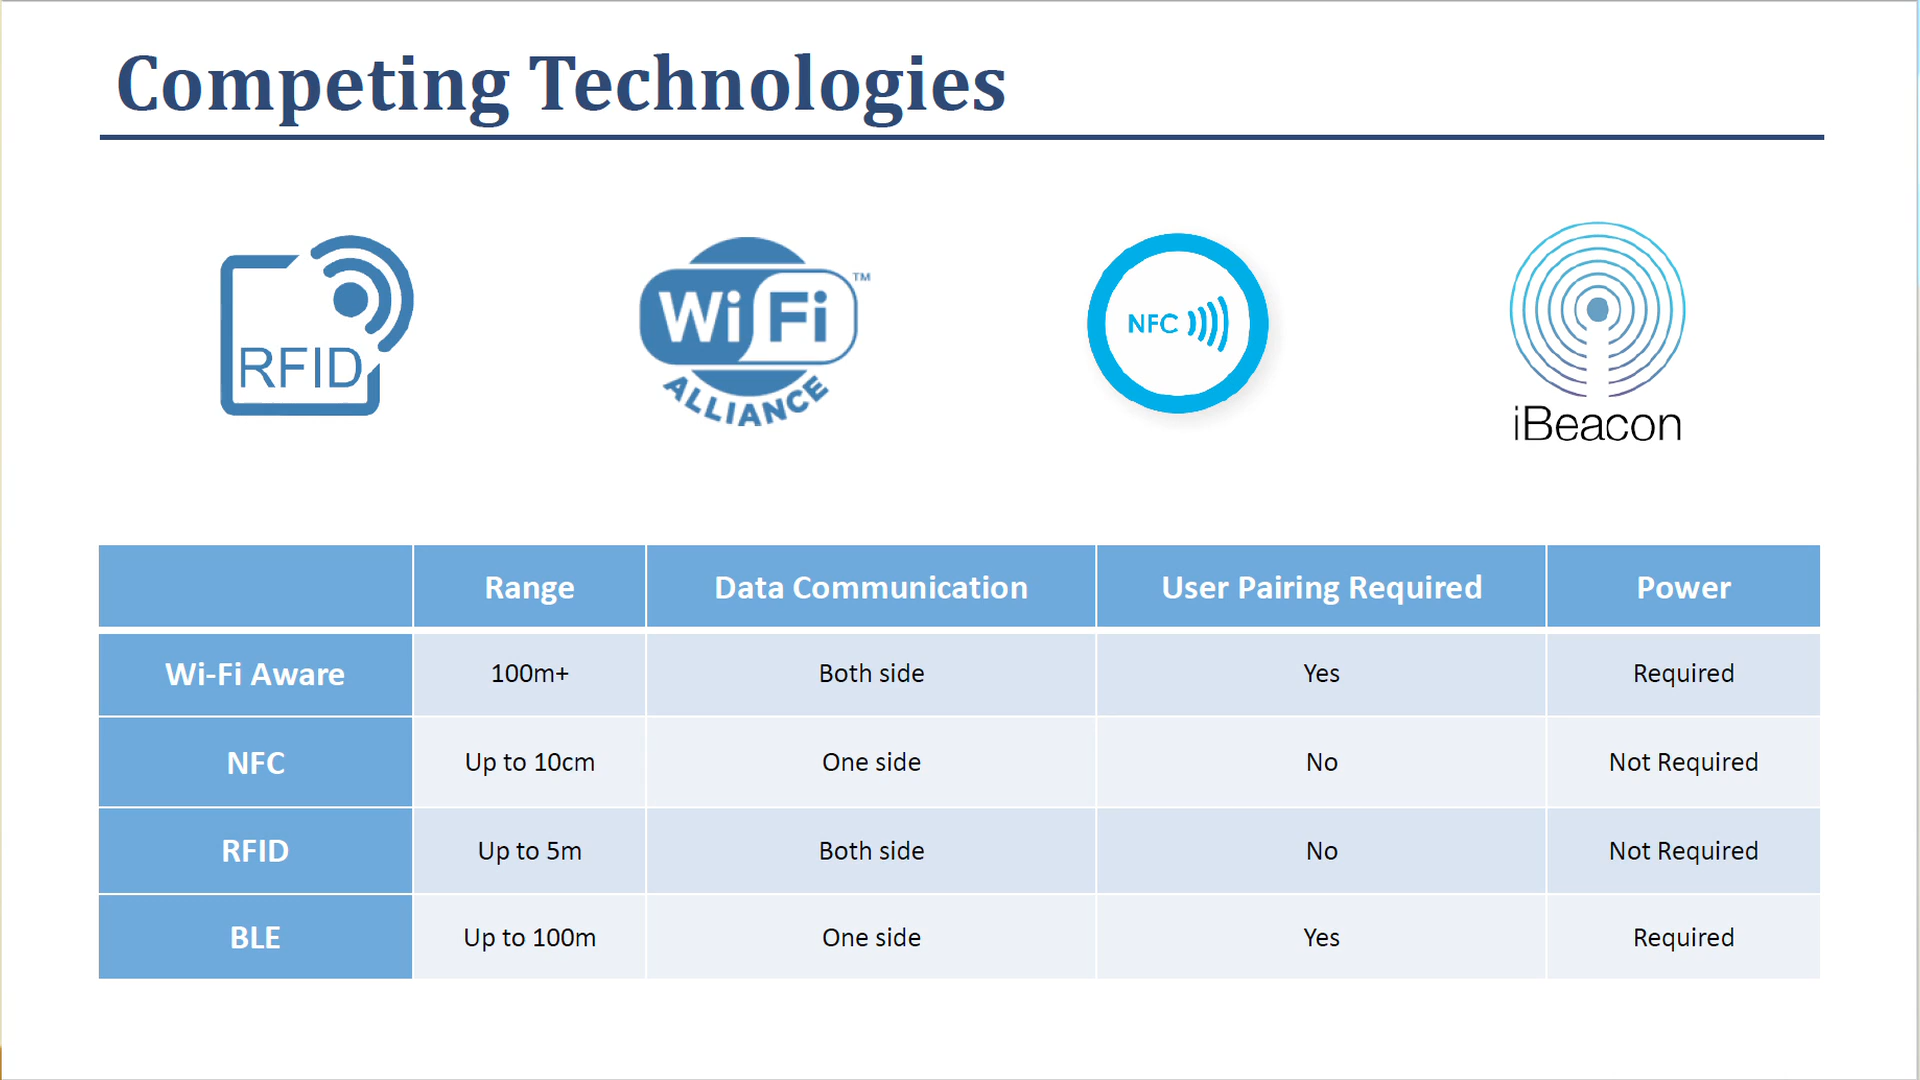 Competing Technologies
RFID
WiFi™
ALLIANCE
NFC
iBeacon
Range Data Communication User Pairing Required Power
Wi-Fi Aware 100m+ Both side Yes Required
NFC Up to 10cm One side No Not Required
RFID Up to 5m Both side No Not Required
BLE Up to 100m One side Yes Required